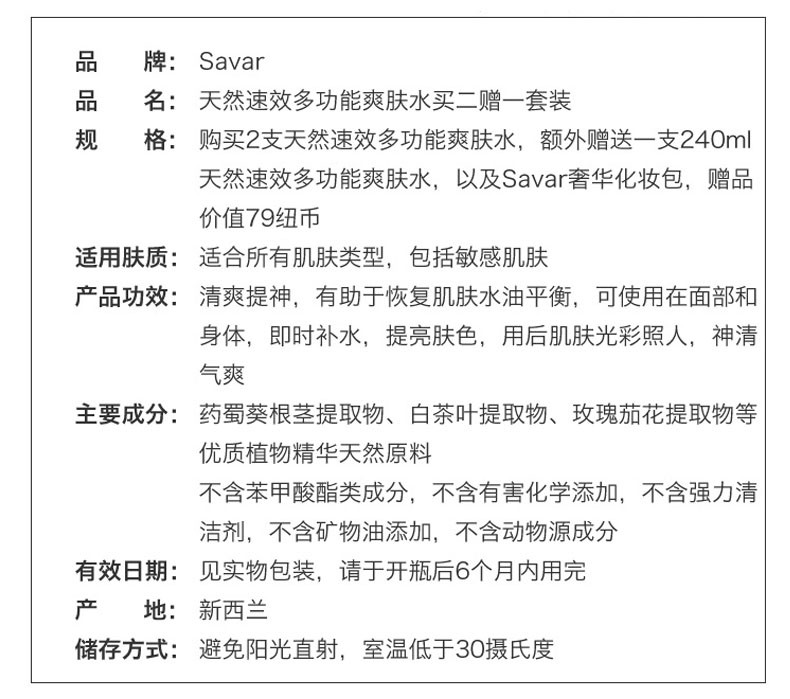 品 牌： Savar
品 名： 天然速效多功能爽肤水买二赠一套装
规 格： 购买2支天然速效多功能爽肤水，额外赠送一支240ml
天然速效多功能爽肤水，以及Savar奢华化妆包，赠品
价值79纽币
适用肤质： 适合所有肌肤类型，包括敏感肌肤
产品功效： 清爽提神，有助于恢复肌肤水油平衡，可使用在面部和
身体，即时补水，提亮肤色，用后肌肤光彩照人，神清
气爽
主要成分： 药蜀葵根茎提取物、白茶叶提取物、玫瑰茄花提取物等
优质植物精华天然原料
不含苯甲酸酯类成分，不含有害化学添加，不含强力清
洁剂，不含矿物油添加，不含动物源成分
有效日期： 见实物包装，请于开瓶后6个月内用完
产 地： 新西兰
储存方式： 避免阳光直射，室温低于30摄氏度